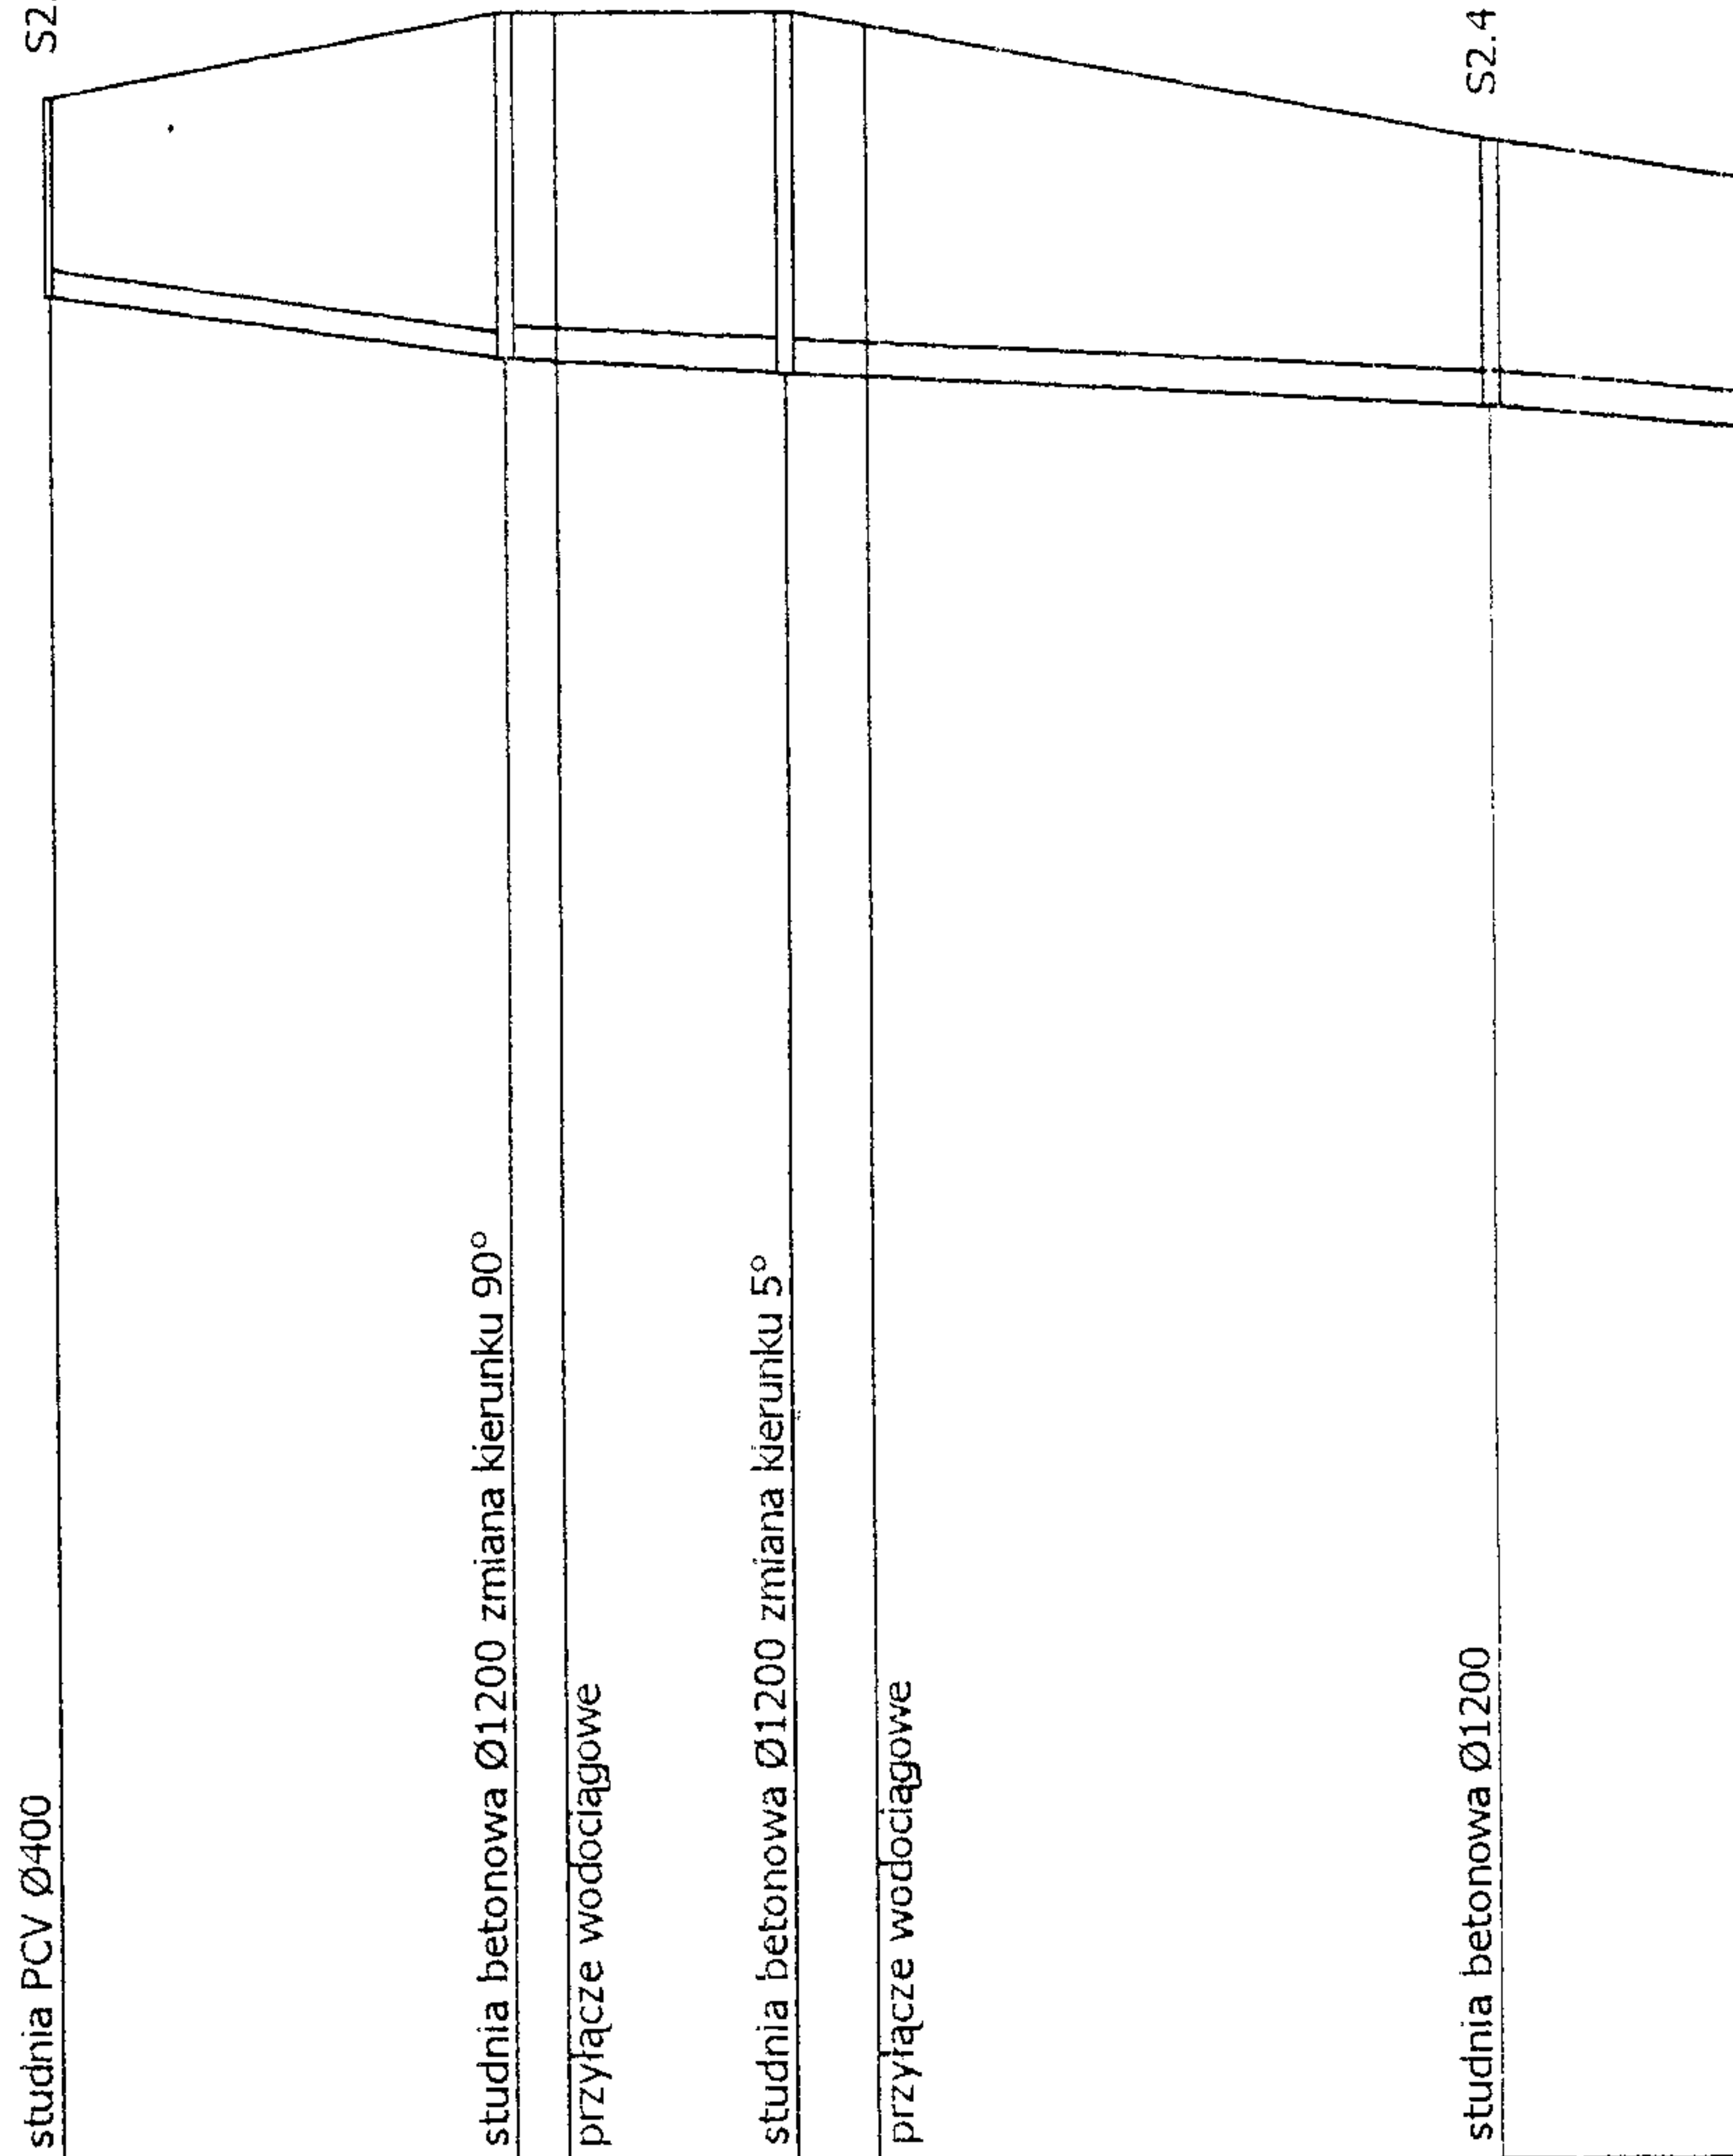 S2.
S2.4
studnia PCV Ø400
studnia betonowa Ø1200 zmiana kierunku 90°
przyłącze wodociągowe
studnia betonowa Ø1200 zmiana kierunku 5°
przyłącze wodociągowe
studnia betonowa Ø1200